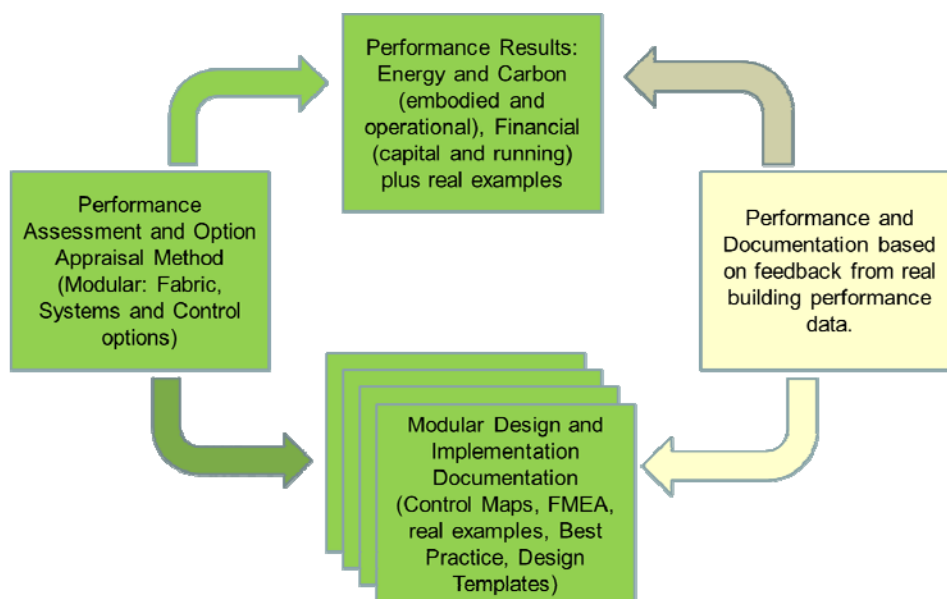 Performance Results:
Energy and Carbon
(embodied and
operational), Financial
(capital and running)
plus real examples
Performance
Assessment and Option
Appraisal Method
(Modular: Fabric,
Systems and Control
options)
Performance and
Documentation based
on feedback from real
building performance
data.
Modular Design and
Implementation
Documentation
(Control Maps, FMEA,
real examples, Best
Practice, Design
Templates)